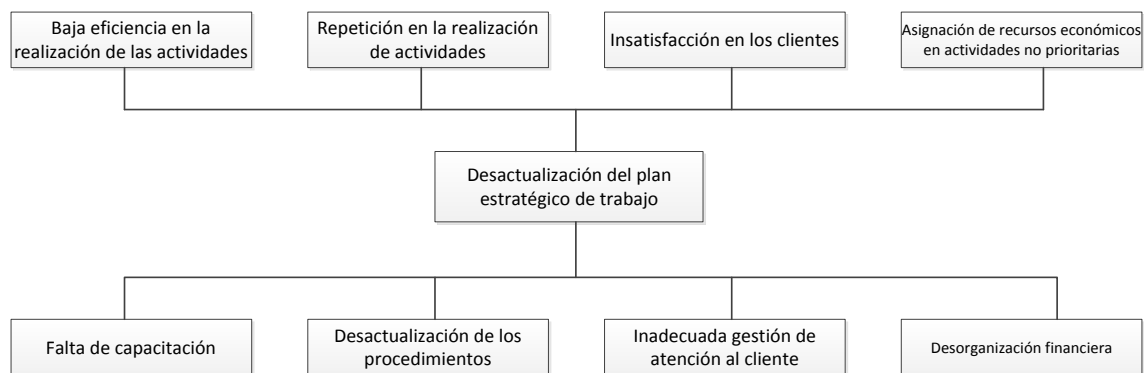 Baja eficiencia en la
realización de las actividades
Repetición en la realización
de actividades
Insatisfacción en los clientes
Asignación de recursos económicos
en actividades no prioritarias
Desactualización del plan
estratégico de trabajo
Falta de capacitación
Desactualización de los
procedimientos
Inadecuada gestión de
atención al cliente
Desorganización financiera